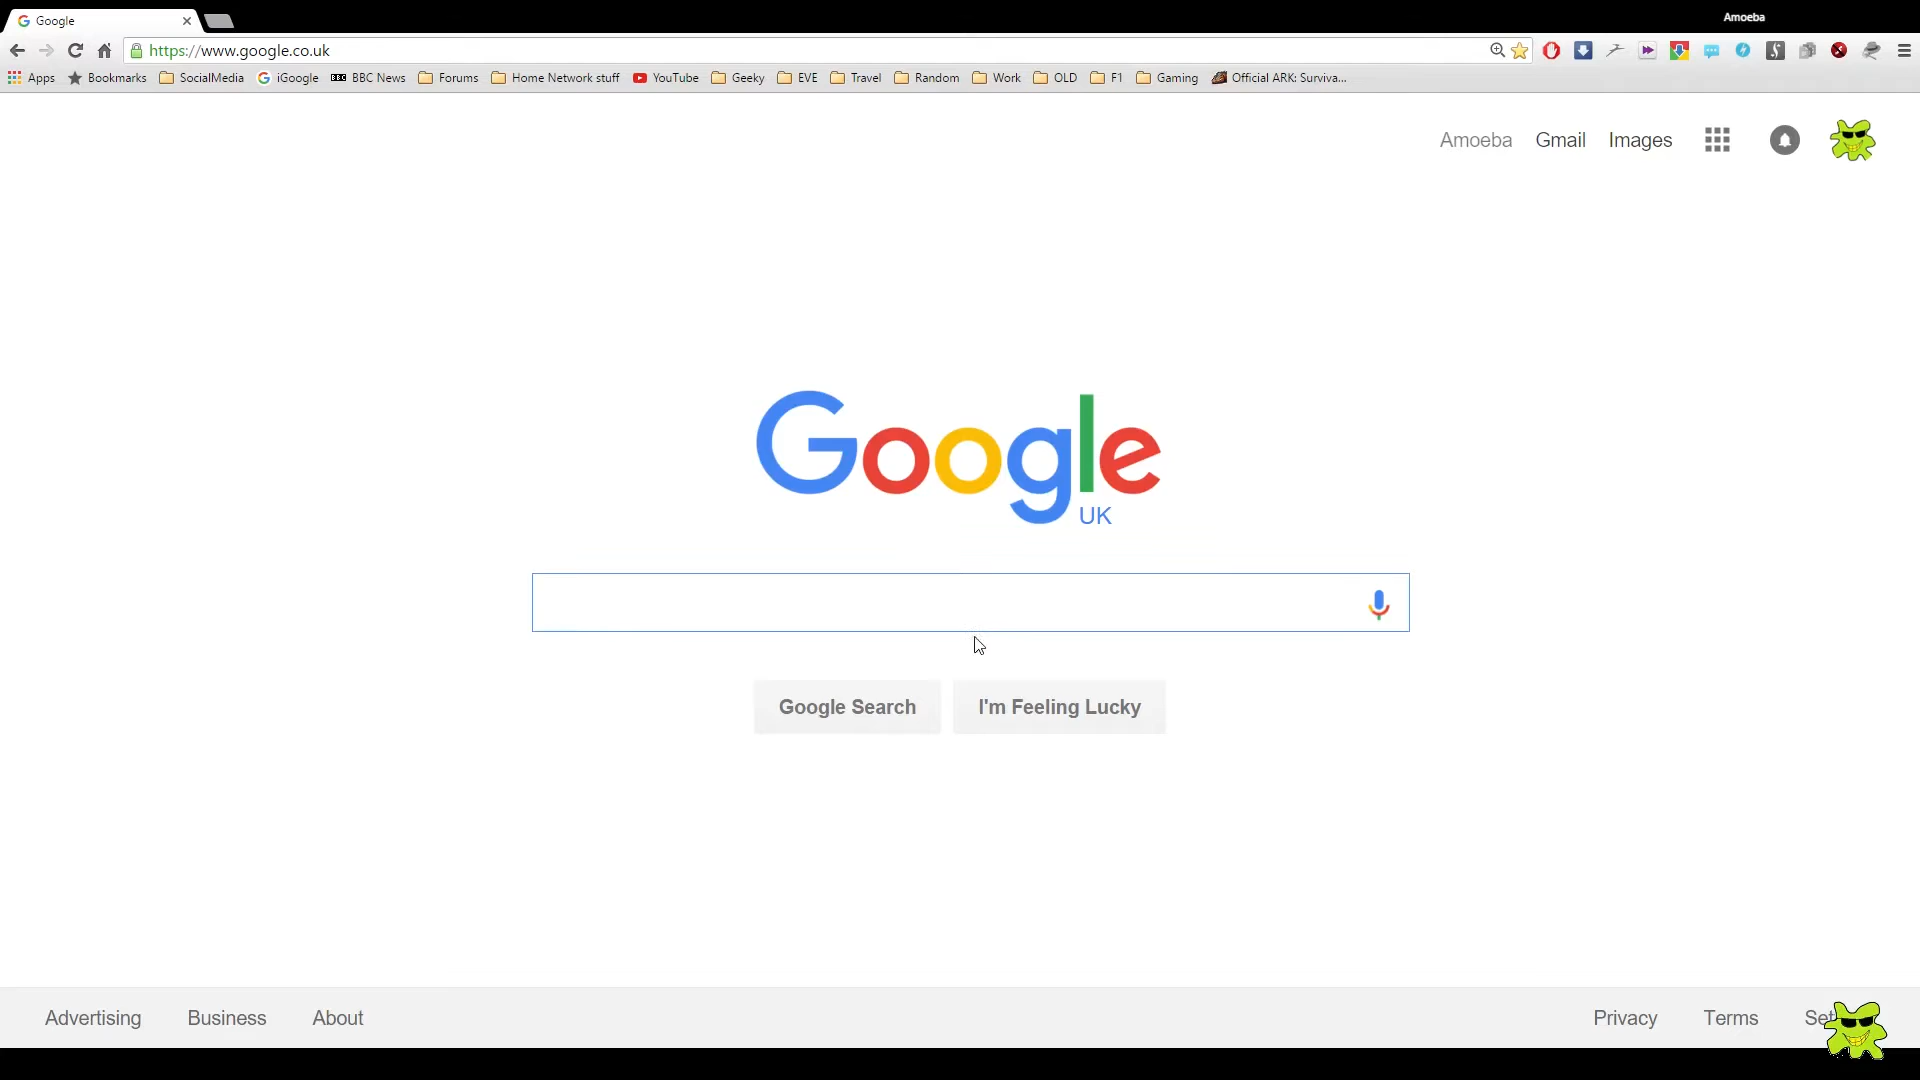 Google
Amoeba
https://www.google.co.uk
Apps Bookmarks SocialMedia iGoogle BBC BBC News Forums Home Network stuff YouTube Geeky EVE Travel Random Work OLD F1 Gaming Official ARK: Surviva...
Amoeba Gmail Images
Google
UK
Google Search I'm Feeling Lucky
Advertising Business About Privacy Terms